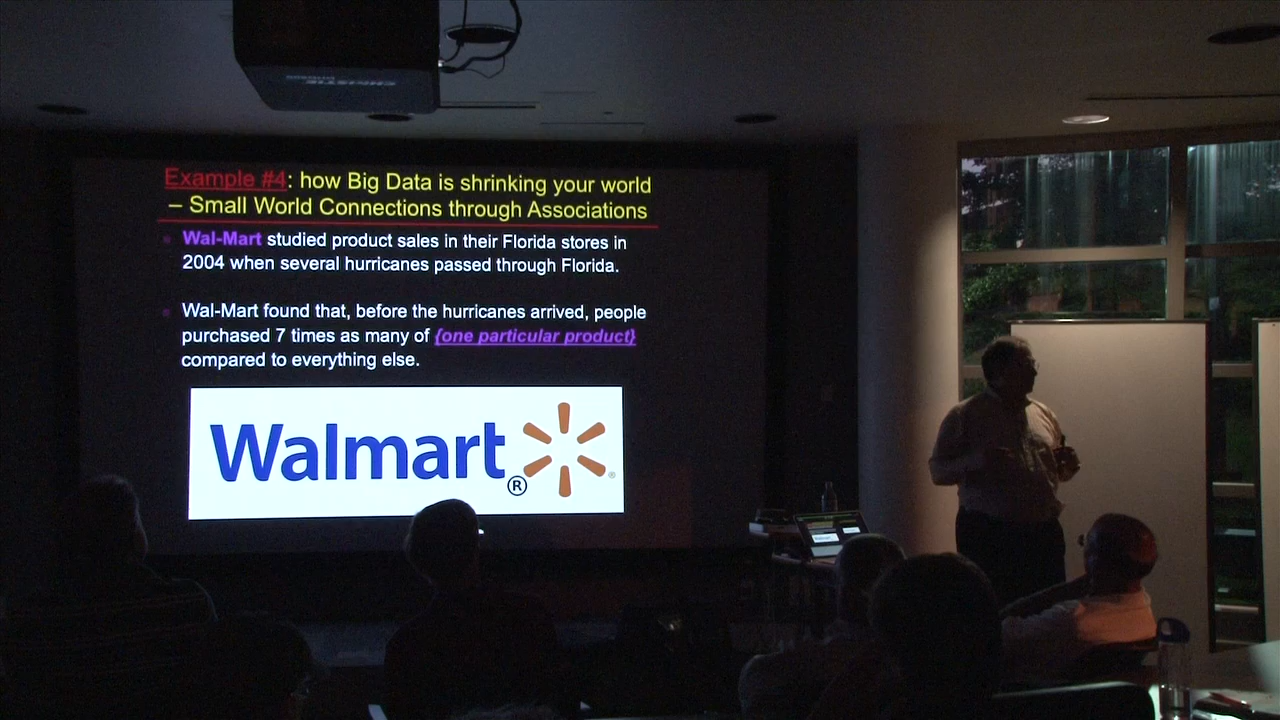 CHRISTIE
Example #4: how Big Data is shrinking your world
– Small World Connections through Associations
Wal-Mart studied product sales in their Florida stores in
2004 when several hurricanes passed through Florida.
Wal-Mart found that, before the hurricanes arrived, people
purchased 7 times as many of {one particular product}
compared to everything else.
Walmart ®